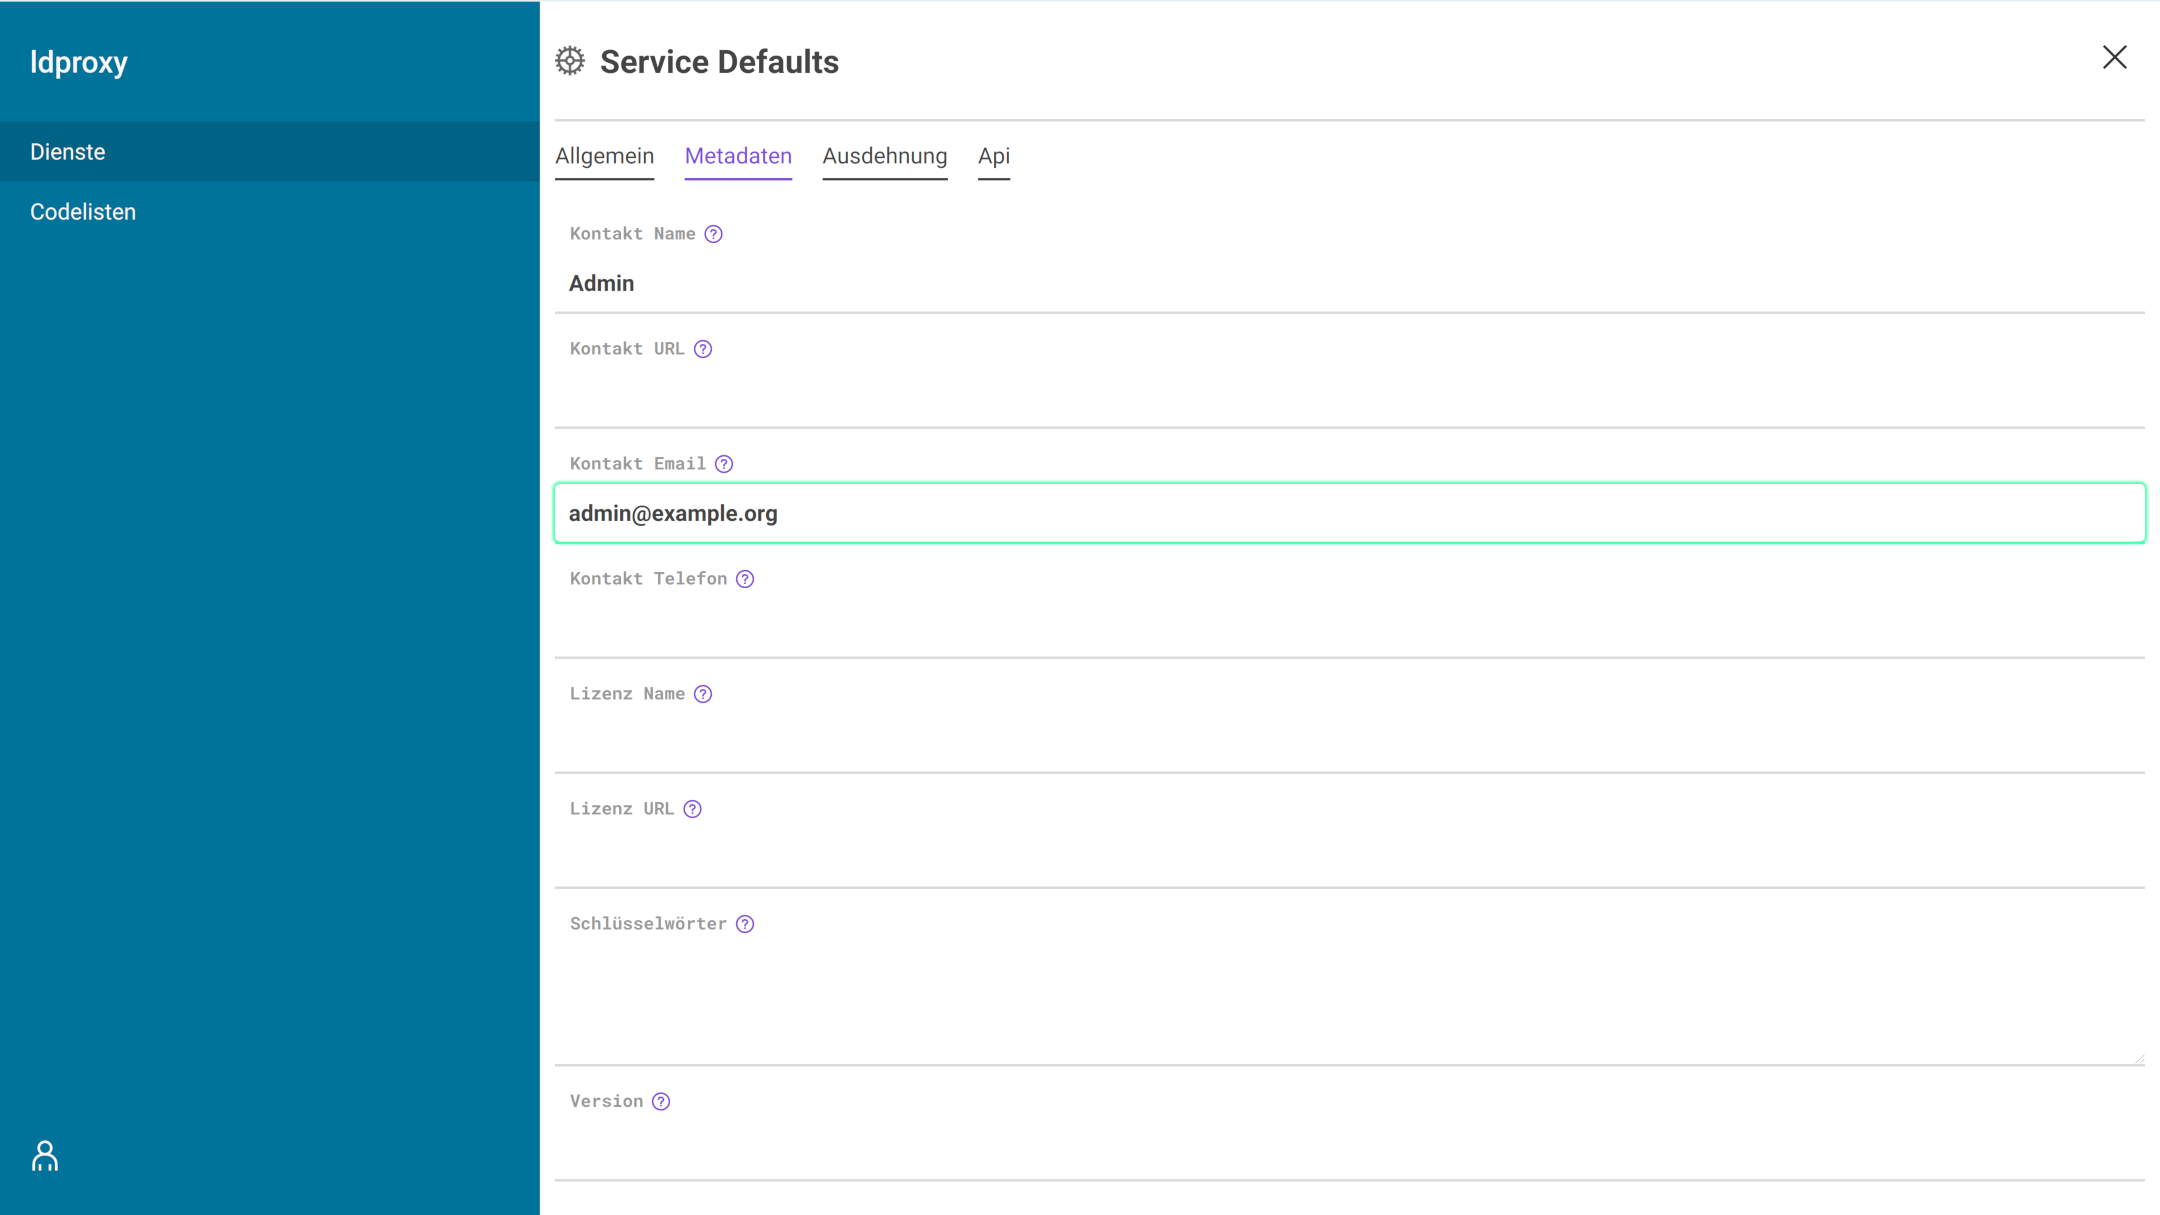 ldproxy
Service Defaults
Dienste
Codelisten
Allgemein Metadaten Ausdehnung Api
Kontakt Name ?
Admin
Kontakt URL ?
Kontakt Email ?
admin@example.org
Kontakt Telefon ?
Lizenz Name ?
Lizenz URL ?
Schlüsselwörter ?
Version ?